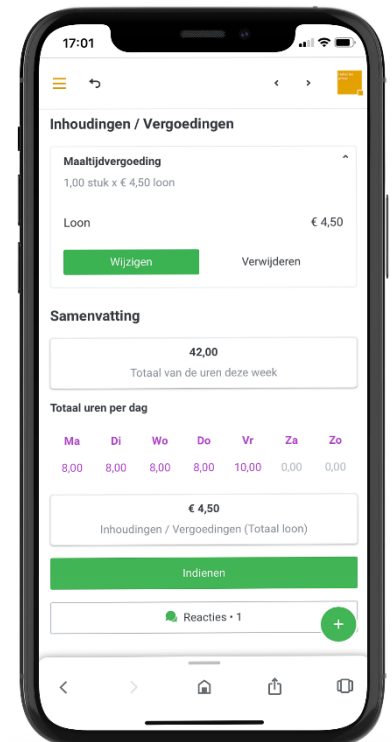 17:01
Inhoudingen / Vergoedingen
Maaltijdvergoeding
1,00 stuk x € 4,50 loon
Loon € 4,50
Wijzigen Verwijderen
Samenvatting
42,00
Totaal van de uren deze week
Totaal uren per dag
Ma Di Wo Do Vr Za Zo
8,00 8,00 8,00 8,00 10,00 0,00 0,00
€ 4,50
Inhoudingen / Vergoedingen (Totaal loon)
Indienen
Reacties • 1
+